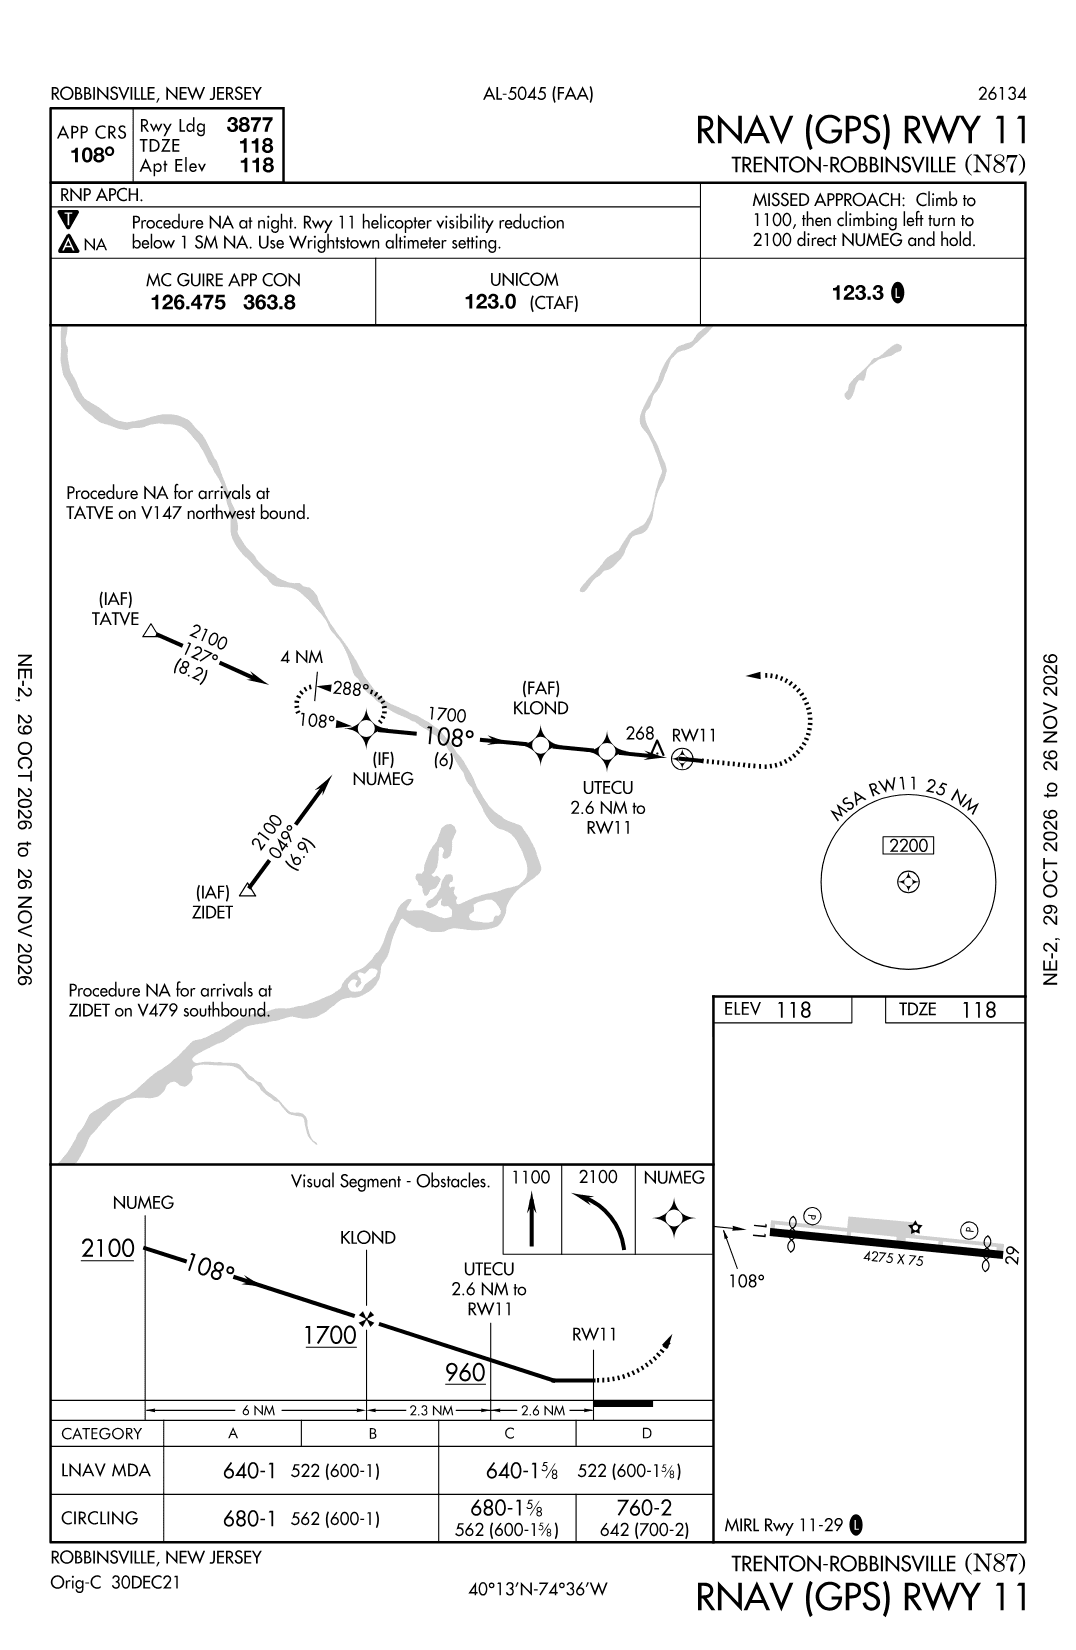 ROBBINSVILLE, NEW JERSEY
AL-5045 (FAA)
26134
APP CRS
108°
Rwy Ldg 3877
TDZE 118
Apt Elev 118
RNAV (GPS) RWY 11
TRENTON-ROBBINSVILLE (N87)
RNP APCH.
T
A NA
Procedure NA at night. Rwy 11 helicopter visibility reduction
below 1 SM NA. Use Wrightstown altimeter setting.
MISSED APPROACH: Climb to
1100, then climbing left turn to
2100 direct NUMEG and hold.
MC GUIRE APP CON
126.475 363.8
UNICOM
123.0 (CTAF)
123.3 L
Procedure NA for arrivals at
TATVE on V147 northwest bound.
(IAF)
TATVE
2100
127°
(8.2)
4 NM
288°
108°
(IF)
NUMEG
1700
108°
(6)
(FAF)
KLOND
UTECU
2.6 NM to
RW11
268
RW11
2100
049°
(6.9)
(IAF)
ZIDET
MSA RW11 25 NM
2200
Procedure NA for arrivals at
ZIDET on V479 southbound.
NE-2, 29 OCT 2026 to 26 NOV 2026
NE-2, 29 OCT 2026 to 26 NOV 2026
ELEV 118
TDZE 118
11
P
P
29
4275 X 75
108°
MIRL Rwy 11-29 L
Visual Segment - Obstacles.
1100
2100
NUMEG
NUMEG
2100
108°
KLOND
1700
UTECU
2.6 NM to
RW11
960
RW11
6 NM
2.3 NM
2.6 NM
CATEGORY A B C D
LNAV MDA 640-1 522 (600-1) 640-1⅝ 522 (600-1⅝)
CIRCLING 680-1 562 (600-1) 680-1⅝ 562 (600-1⅝) 760-2 642 (700-2)
ROBBINSVILLE, NEW JERSEY
Orig-C 30DEC21
40°13'N-74°36'W
TRENTON-ROBBINSVILLE (N87)
RNAV (GPS) RWY 11